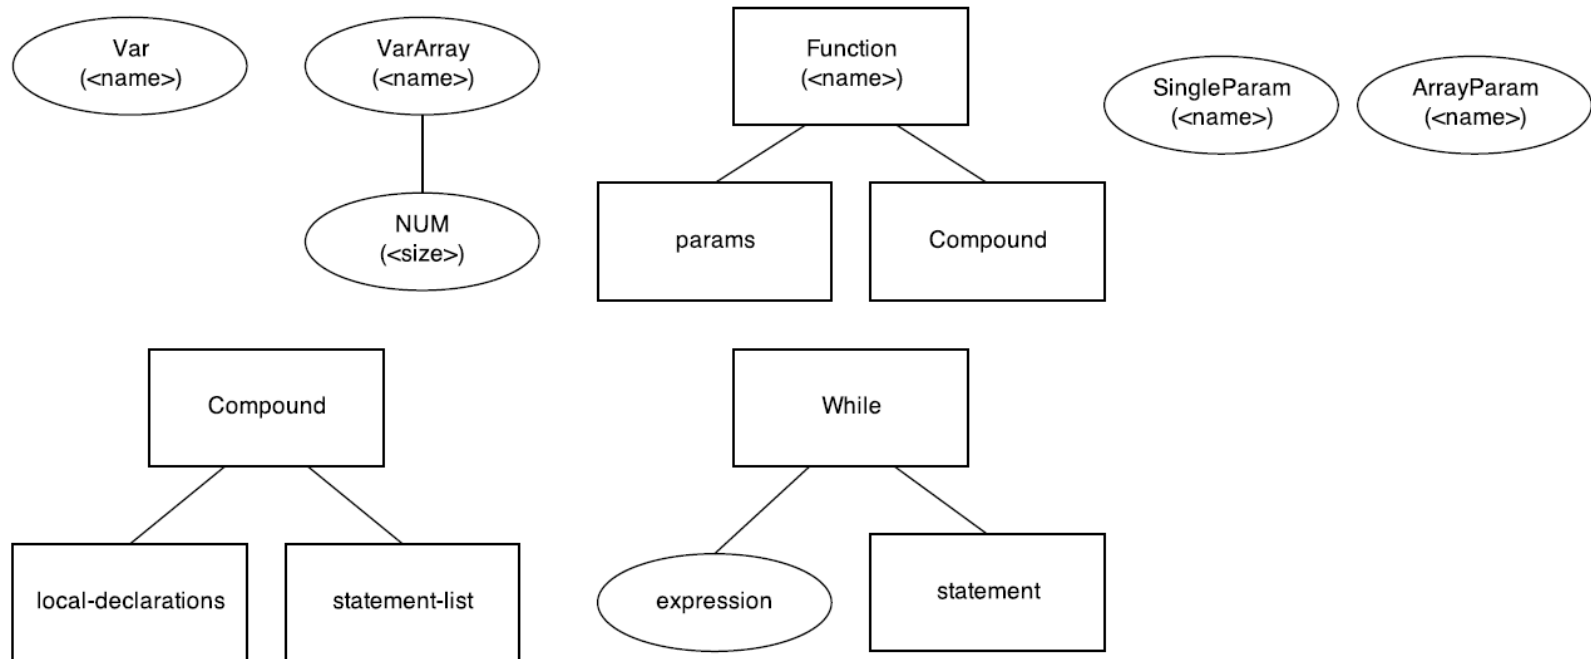 Var
(<name>)
VarArray
(<name>)
NUM
(<size>)
Function
(<name>)
params
Compound
SingleParam
(<name>)
ArrayParam
(<name>)
Compound
local-declarations
statement-list
While
expression
statement